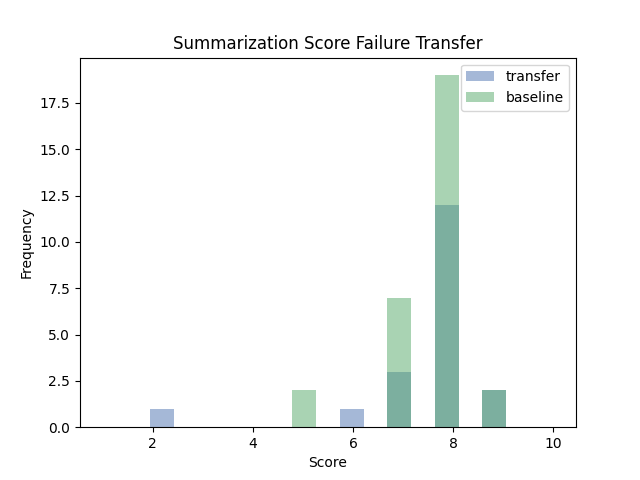 Summarization Score Failure Transfer
transfer
baseline
17.5
15.0
12.5
10.0
7.5
5.0
2.5
0.0
Frequency
2
4
6
8
10
Score